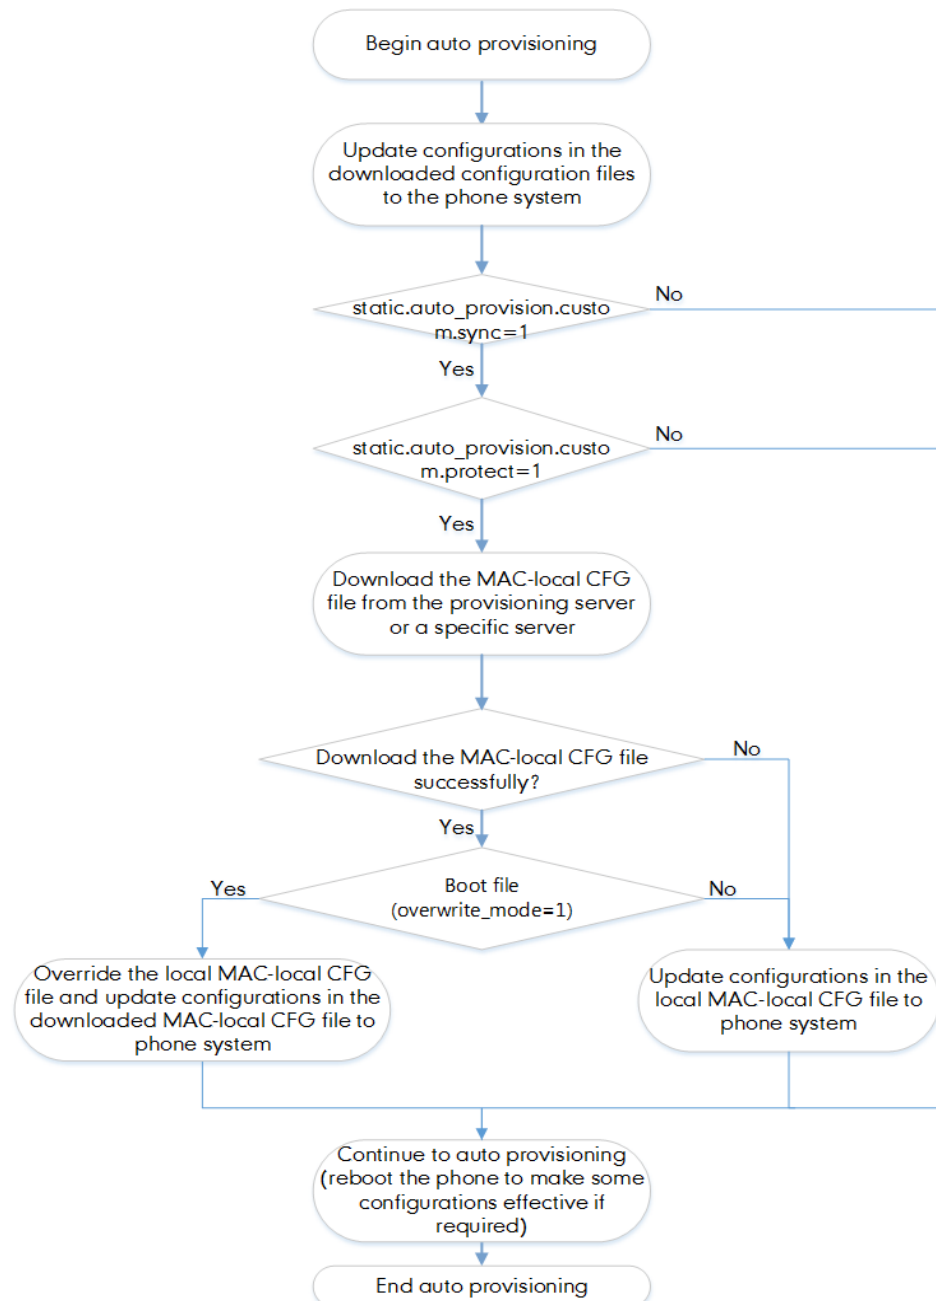 Begin auto provisioning
Update configurations in the
downloaded configuration files
to the phone system
static.auto_provision.custo
m.sync=1
No
Yes
static.auto_provision.custo
m.protect=1
No
Yes
Download the MAC-local CFG
file from the provisioning server
or a specific server
Download the MAC-local CFG file
successfully?
No
Yes
Boot file
(overwrite_mode=1)
Yes
No
Override the local MAC-local CFG
file and update configurations in the
downloaded MAC-local CFG file to
phone system
Update configurations in the
local MAC-local CFG file to
phone system
Continue to auto provisioning
(reboot the phone to make some
configurations effective if
required)
End auto provisioning